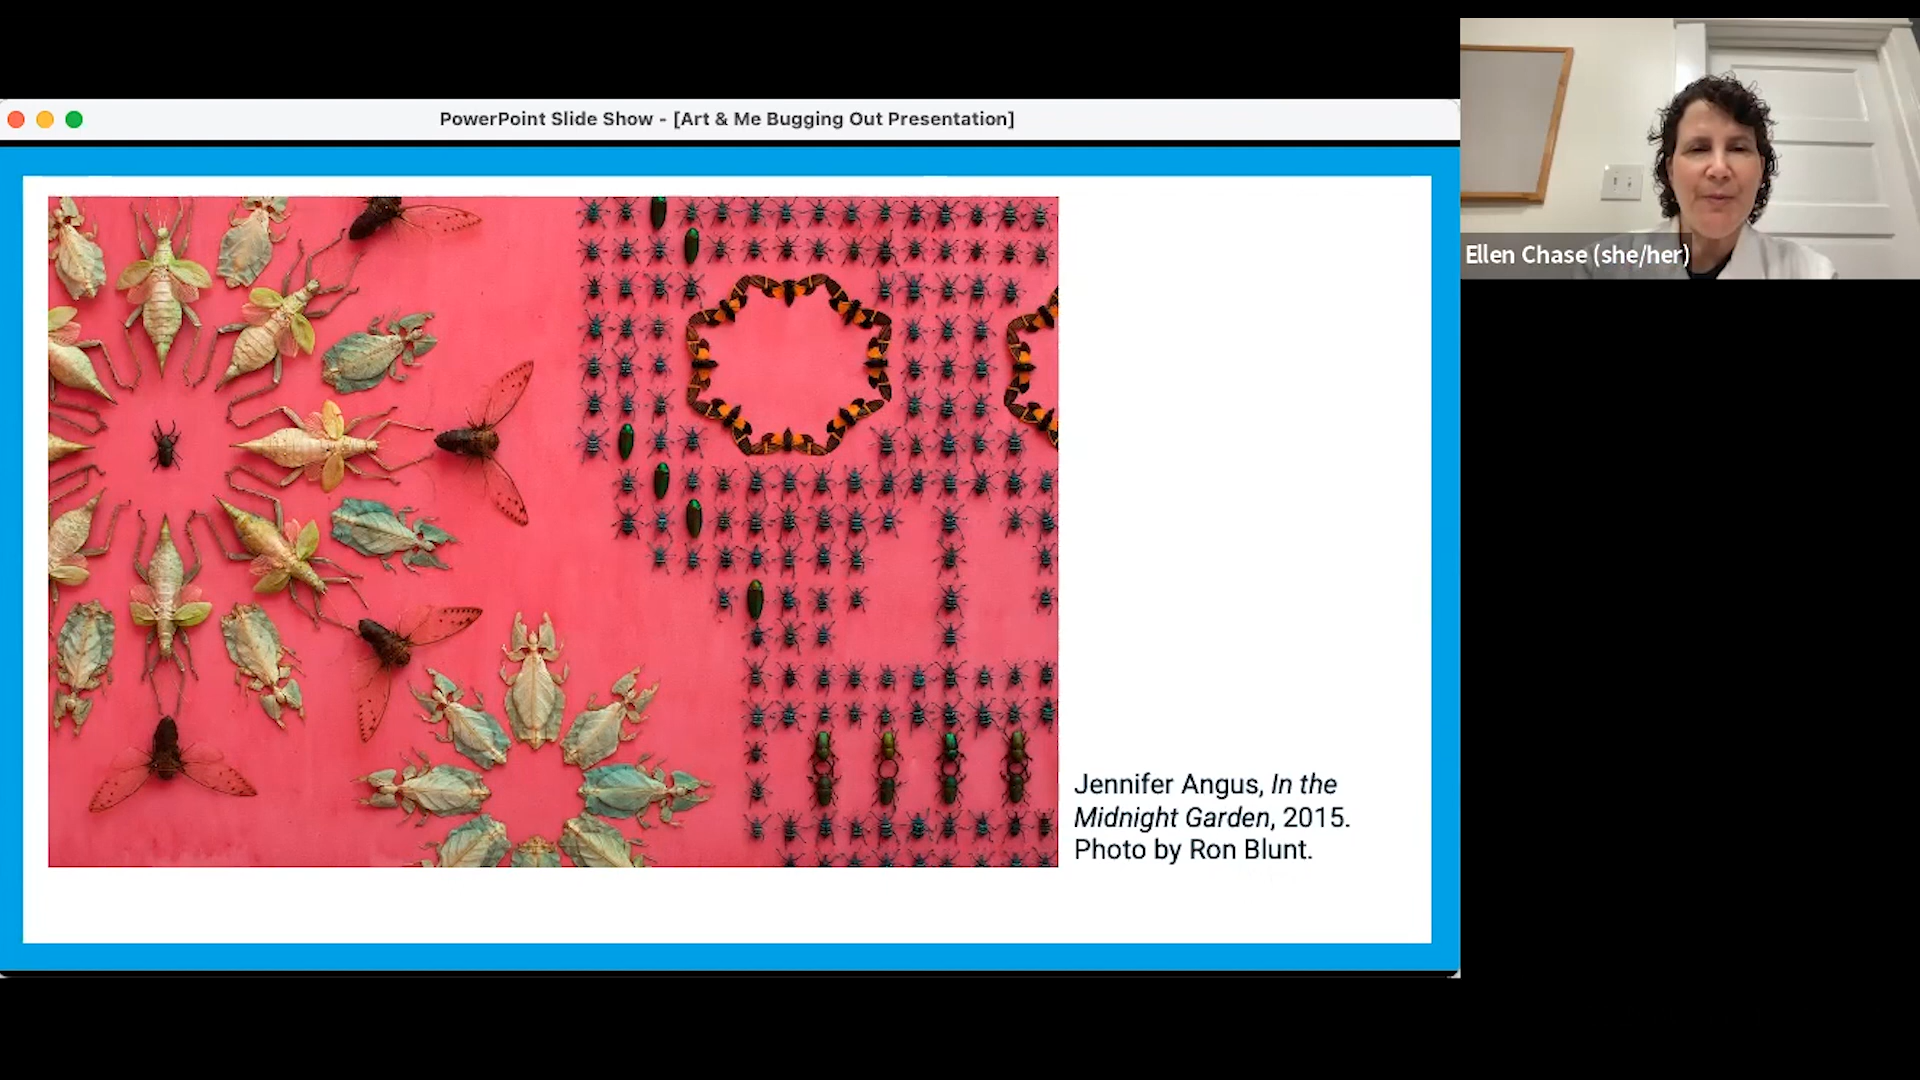 PowerPoint Slide Show - [Art & Me Bugging Out Presentation]
Ellen Chase (she/her)
Jennifer Angus, In the
Midnight Garden, 2015.
Photo by Ron Blunt.